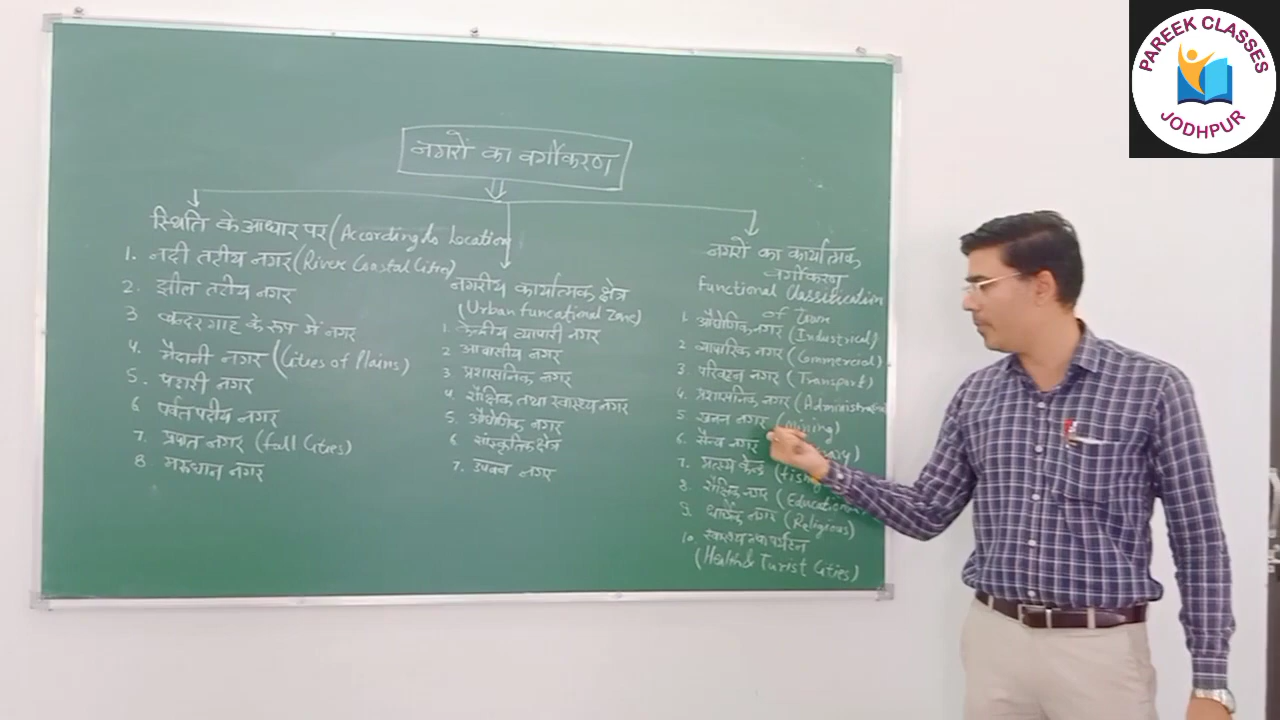 PAREEK CLASSES
JODHPUR
नगरों का वर्गीकरण
स्थिति के आधार पर (According to Location
1. नदी तटीय नगर (River Coastal Cities)
2. झील तटीय नगर
3 बन्दरगाह के रूप में नगर
4. मैदानी नगर (Cities of Plains)
5. पहाड़ी नगर
6 पर्वतपदीय नगर
7. प्रपात नगर (fall Cities)
8 मरुधान नगर
नगरीय कार्यात्मक क्षेत्र
(Urban Funcational Zone)
1. केन्द्रीय व्यापारी नगर
2 आवासीय नगर
3 प्रशासनिक नगर
4 शैक्षिक तथा स्वास्थ्य नगर
5. औद्योगिक नगर
6 सांस्कृतिक क्षेत्र
7. उपवन नगर
नगरों का कार्यात्मक
वर्गीकरण
Functional Classification
of Town
1. औद्योगिक नगर (Industrical)
2. व्यापारिक नगर (Commercial)
3. परिवहन नगर (Transport)
4. प्रशासनिक नगर (Administration
5 खनन नगर (Mining)
6. सैन्य नगर
7. मत्स्य केन्द्र (fishing
8. शैक्षिक नगर (Educational
9. धार्मिक नगर (Religious)
10. स्वास्थ्य तथा पर्यटन
(Health & Turist Cities)